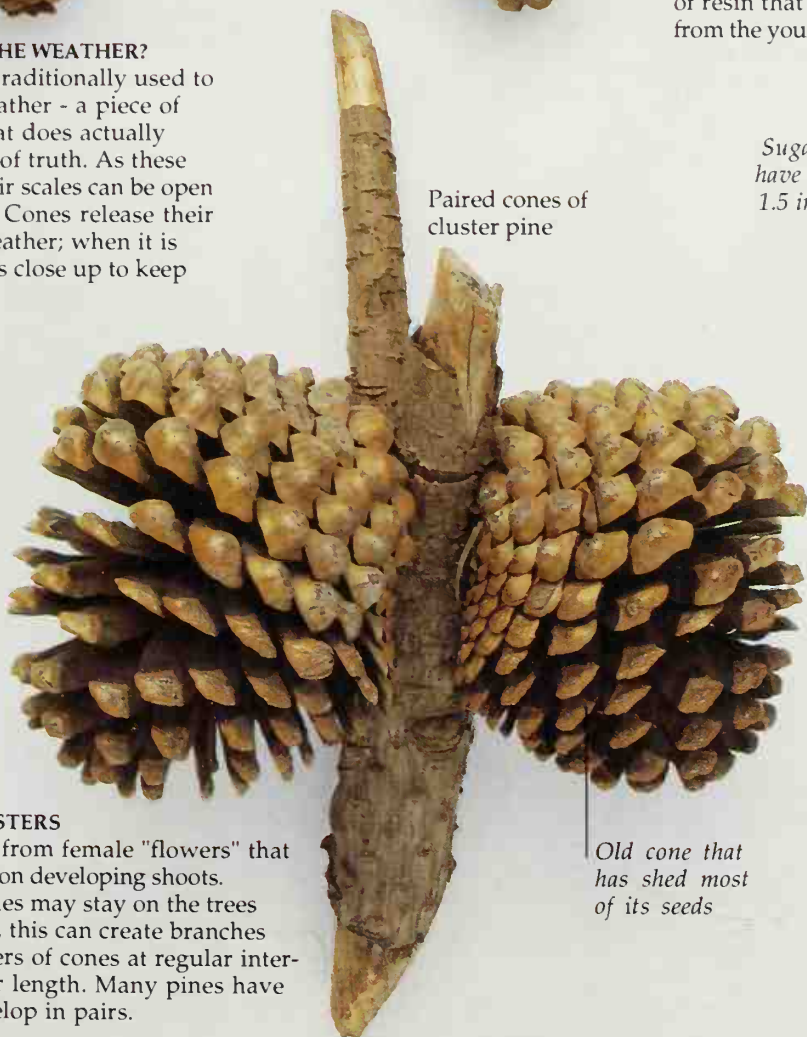 of resin that
from the you
HE WEATHER?
raditionally used to
ather - a piece of
at does actually
of truth. As these
ir scales can be open
Cones release their
eather; when it is
s close up to keep
Paired cones of
cluster pine
Suga
have
1.5 in
STERS
from female "flowers" that
on developing shoots.
es may stay on the trees
this can create branches
ers of cones at regular inter-
r length. Many pines have
elop in pairs.
Old cone that
has shed most
of its seeds